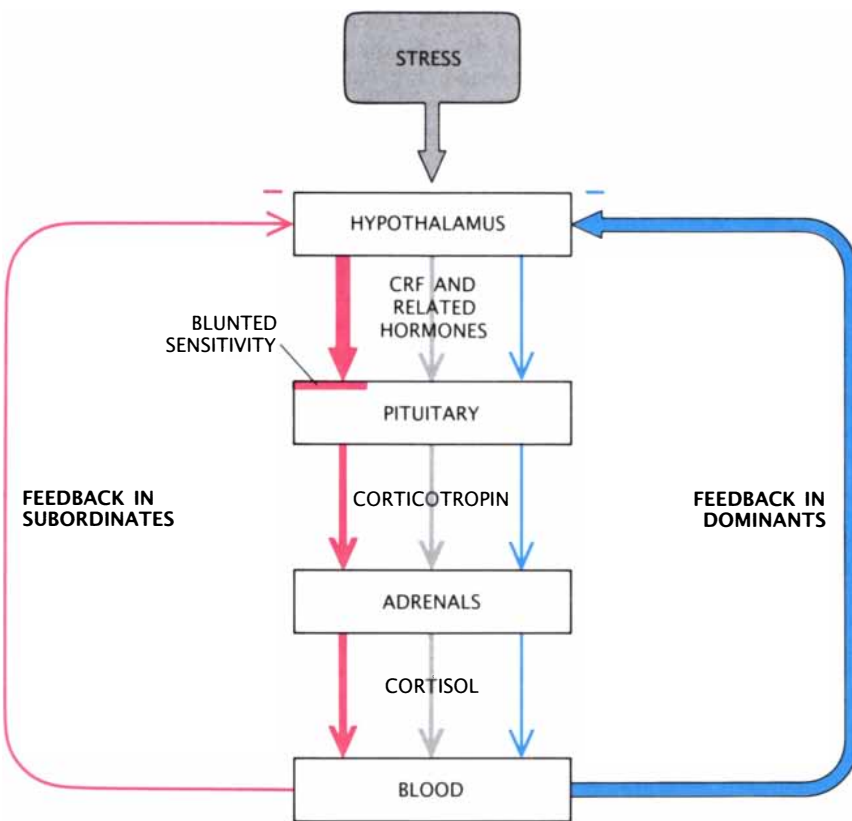 STRESS
–
–
HYPOTHALAMUS
CRF AND
RELATED
HORMONES
BLUNTED
SENSITIVITY
PITUITARY
FEEDBACK IN
SUBORDINATES
CORTICOTROPIN
FEEDBACK IN
DOMINANTS
ADRENALS
CORTISOL
BLOOD